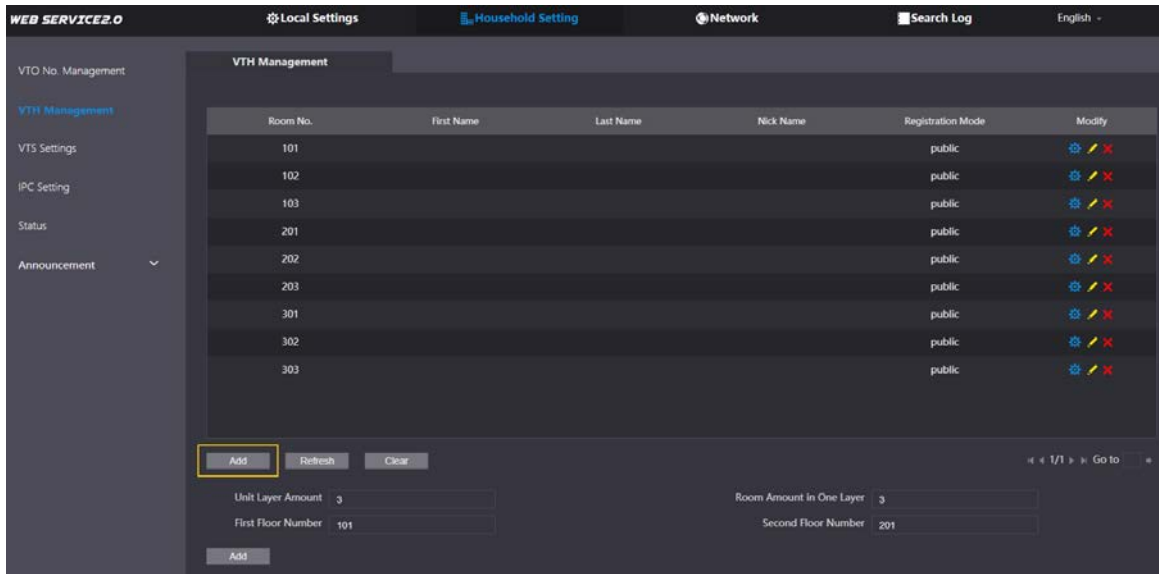 WEB SERVICE2.0 Local Settings Household Setting Network Search Log English
VTO No. Management
VTH Management
VTS Settings
IPC Setting
Status
Announcement
VTH Management
Room No. First Name Last Name Nick Name Registration Mode Modify
101 public
102 public
103 public
201 public
202 public
203 public
301 public
302 public
303 public
Add Refresh Clear 1/1 Go to
Unit Layer Amount 3 Room Amount in One Layer 3
First Floor Number 101 Second Floor Number 201
Add